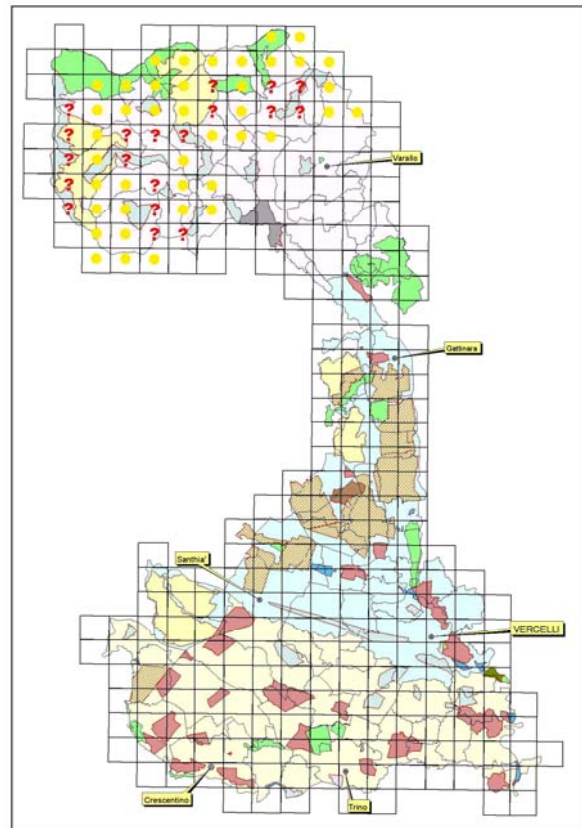 ? ? ?
? ? ? ?
? ? ? ?
? ?
Varallo
? ?
? ?
? ?
Gattinara
Santhia'
VERCELLI
Crescentino
Trino